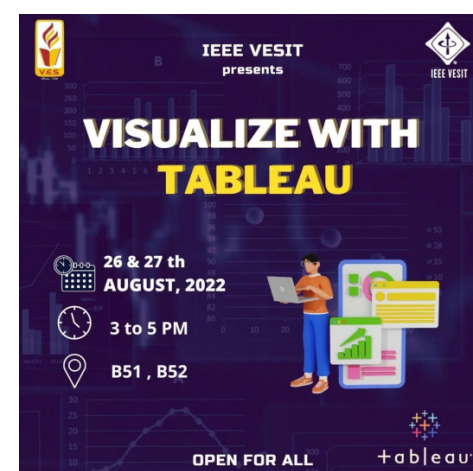 IEEE VESIT
presents
V.E.S.
IEEE VESIT
VISUALIZE WITH
TABLEAU
26 & 27 th
AUGUST, 2022
3 to 5 PM
B51 , B52
OPEN FOR ALL
+ableau